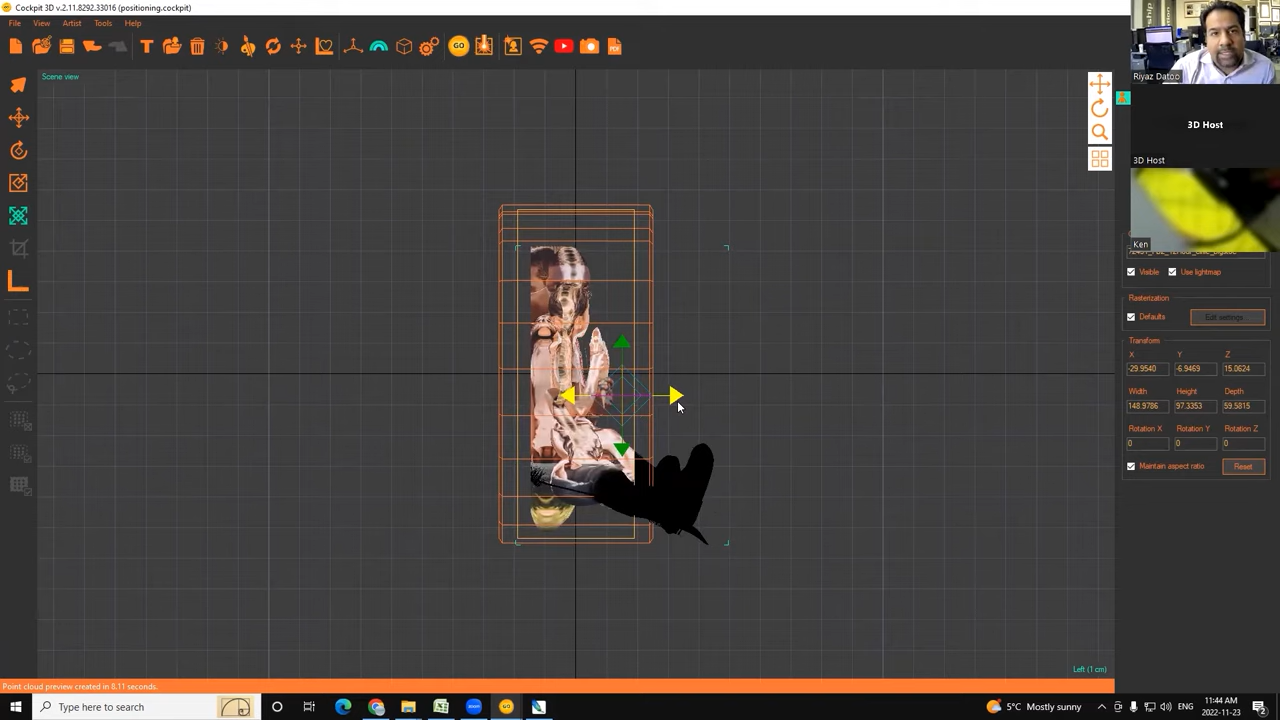 Cockpit 3D v.2.11.8292.33016 (positioning.cockpit)
File View Artist Tools Help
GO
PDF
Scene view
Riyaz Datoo
3D Host
3D Host
Ken
Visible Use lightmap
Rasterization
Defaults Edit settings
Transform
X Y Z
-29.9540 -6.9469 15.0624
Width Height Depth
148.9786 97.3353 59.5815
Rotation X Rotation Y Rotation Z
0 0 0
Maintain aspect ratio Reset
Left (1 cm)
Point cloud preview created in 8.11 seconds.
Type here to search
GO
5°C Mostly sunny
ENG
11:44 AM
2022-11-23
2